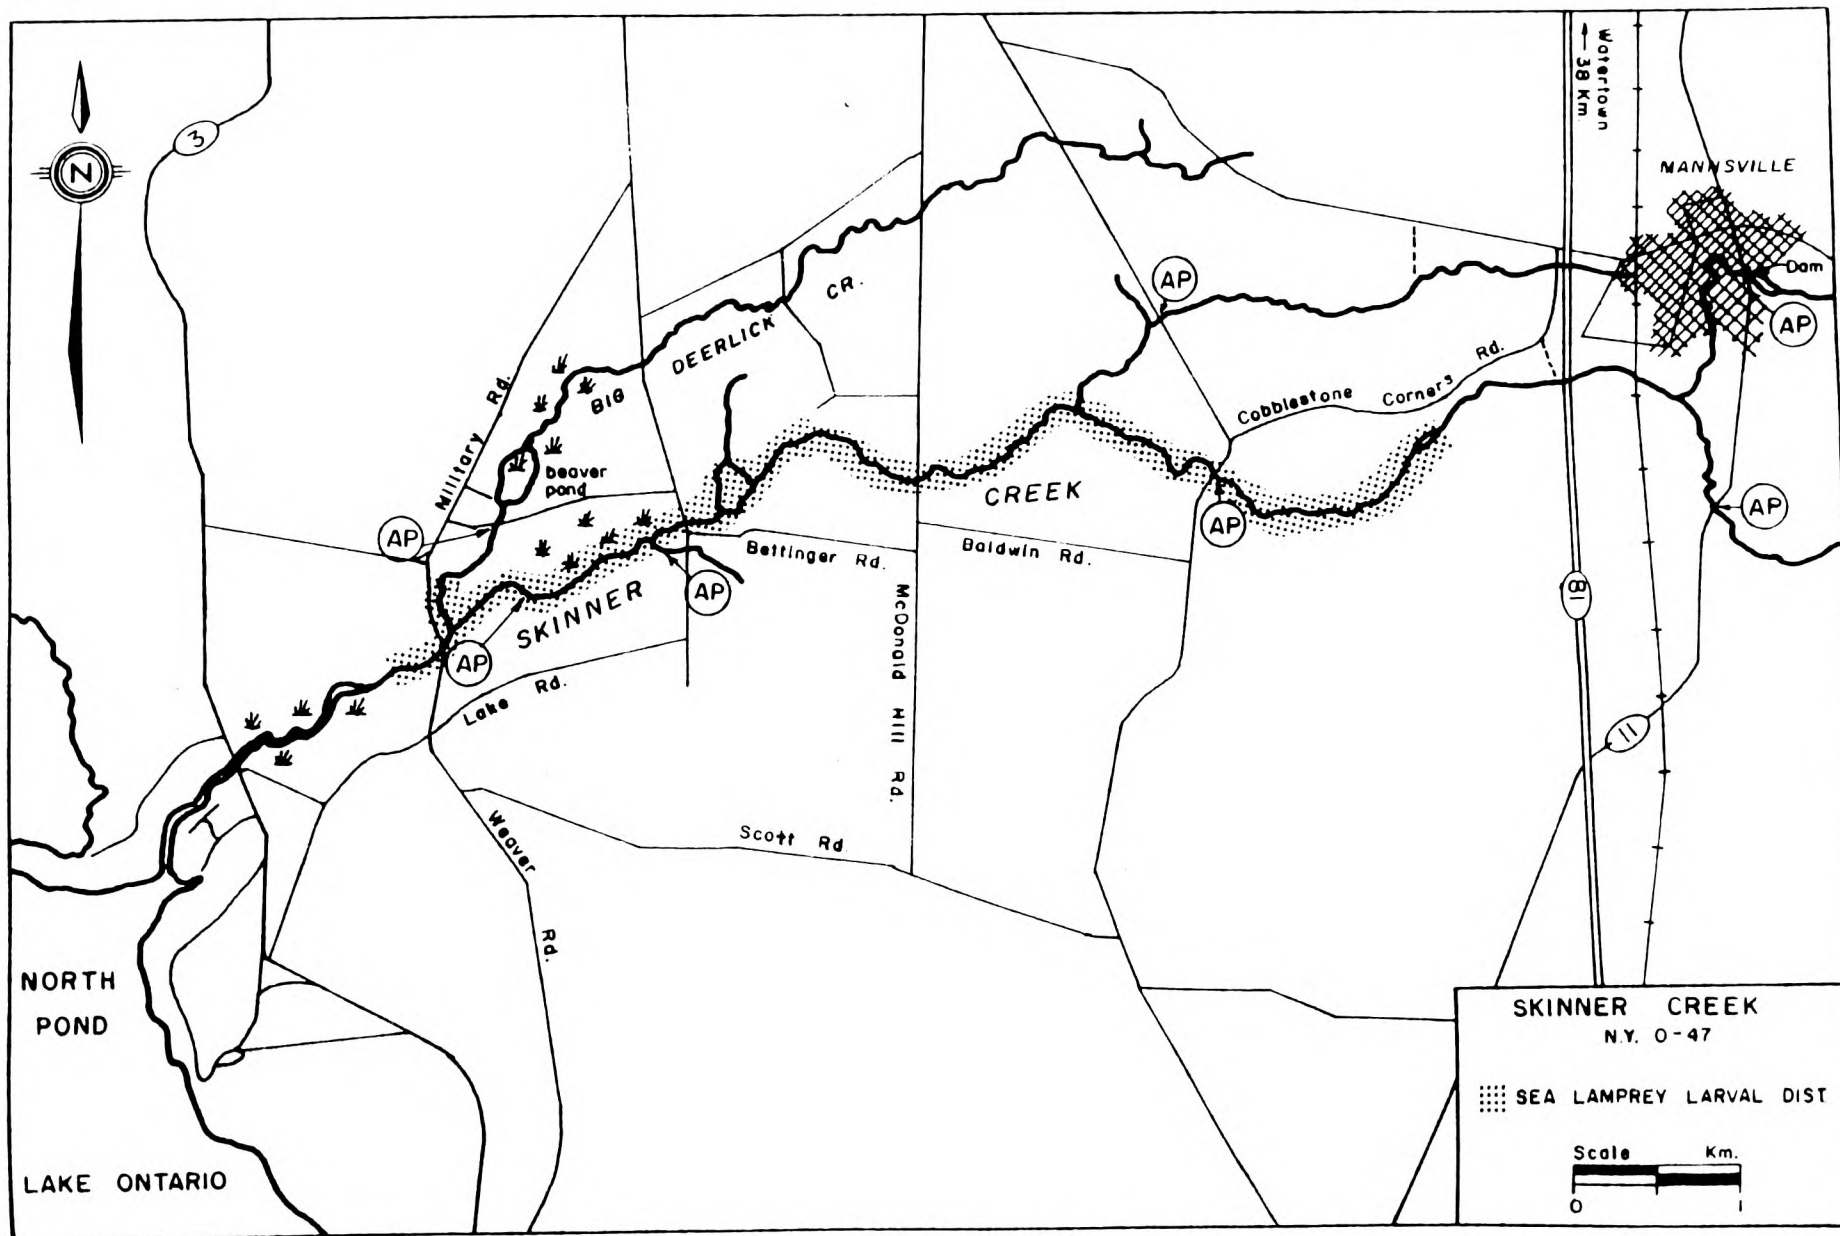 Watertown
38 Km.
N
3
MANNSVILLE
Dam
AP
AP
CR.
DEERLICK
BIG
Military Rd.
beaver
pond
Cobblestone Corners Rd.
CREEK
AP
AP
AP
Bettinger Rd.
Baldwin Rd.
AP
SKINNER
AP
81
McDonald Hill Rd.
AP
Lake Rd.
11
Weaver Rd.
Scott Rd.
NORTH
POND
LAKE ONTARIO
SKINNER CREEK
N.Y. O-47
SEA LAMPREY LARVAL DIST
Scale Km.
0 1